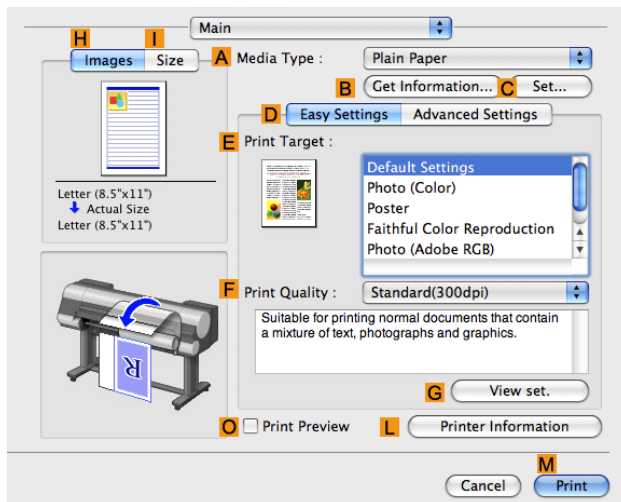 Main
H
I
Images
Size
A
Media Type :
Plain Paper
B
Get Information...
C
Set...
D
Easy Settings
Advanced Settings
E
Print Target :
Default Settings
Photo (Color)
Poster
Faithful Color Reproduction
Photo (Adobe RGB)
Letter (8.5"x11")
Actual Size
Letter (8.5"x11")
F
Print Quality :
Standard(300dpi)
Suitable for printing normal documents that contain
a mixture of text, photographs and graphics.
R
G
View set.
O
Print Preview
L
Printer Information
M
Cancel
Print